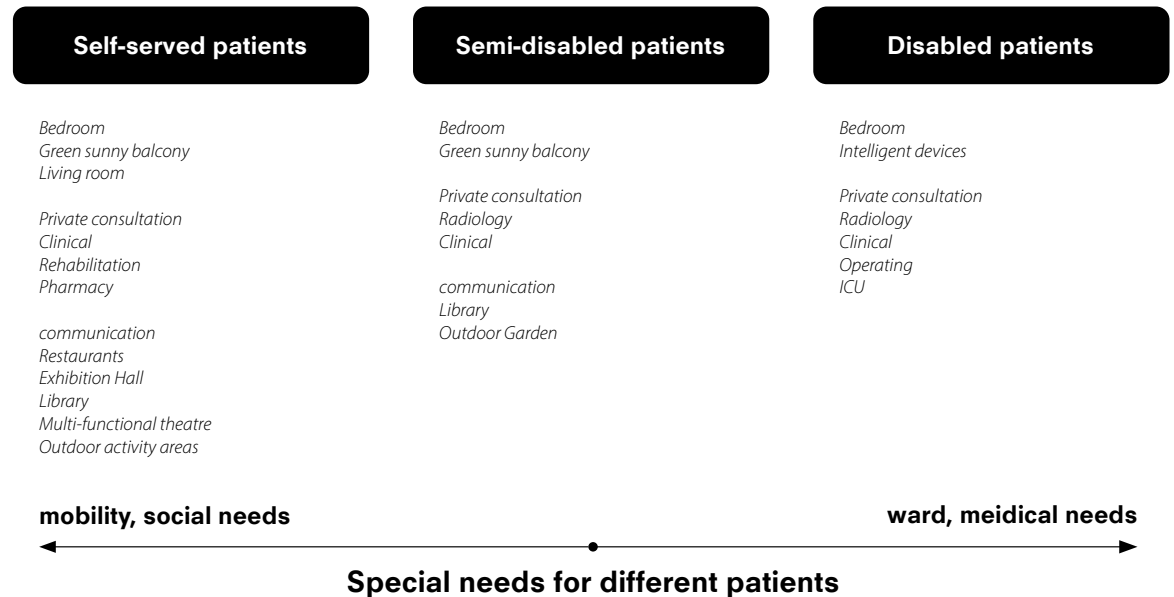 Self-served patients
Bedroom
Green sunny balcony
Living room
Private consultation
Clinical
Rehabilitation
Pharmacy
communication
Restaurants
Exhibition Hall
Library
Multi-functional theatre
Outdoor activity areas
Semi-disabled patients
Bedroom
Green sunny balcony
Private consultation
Radiology
Clinical
communication
Library
Outdoor Garden
Disabled patients
Bedroom
Intelligent devices
Private consultation
Radiology
Clinical
Operating
ICU
mobility, social needs
ward, meidical needs
Special needs for different patients